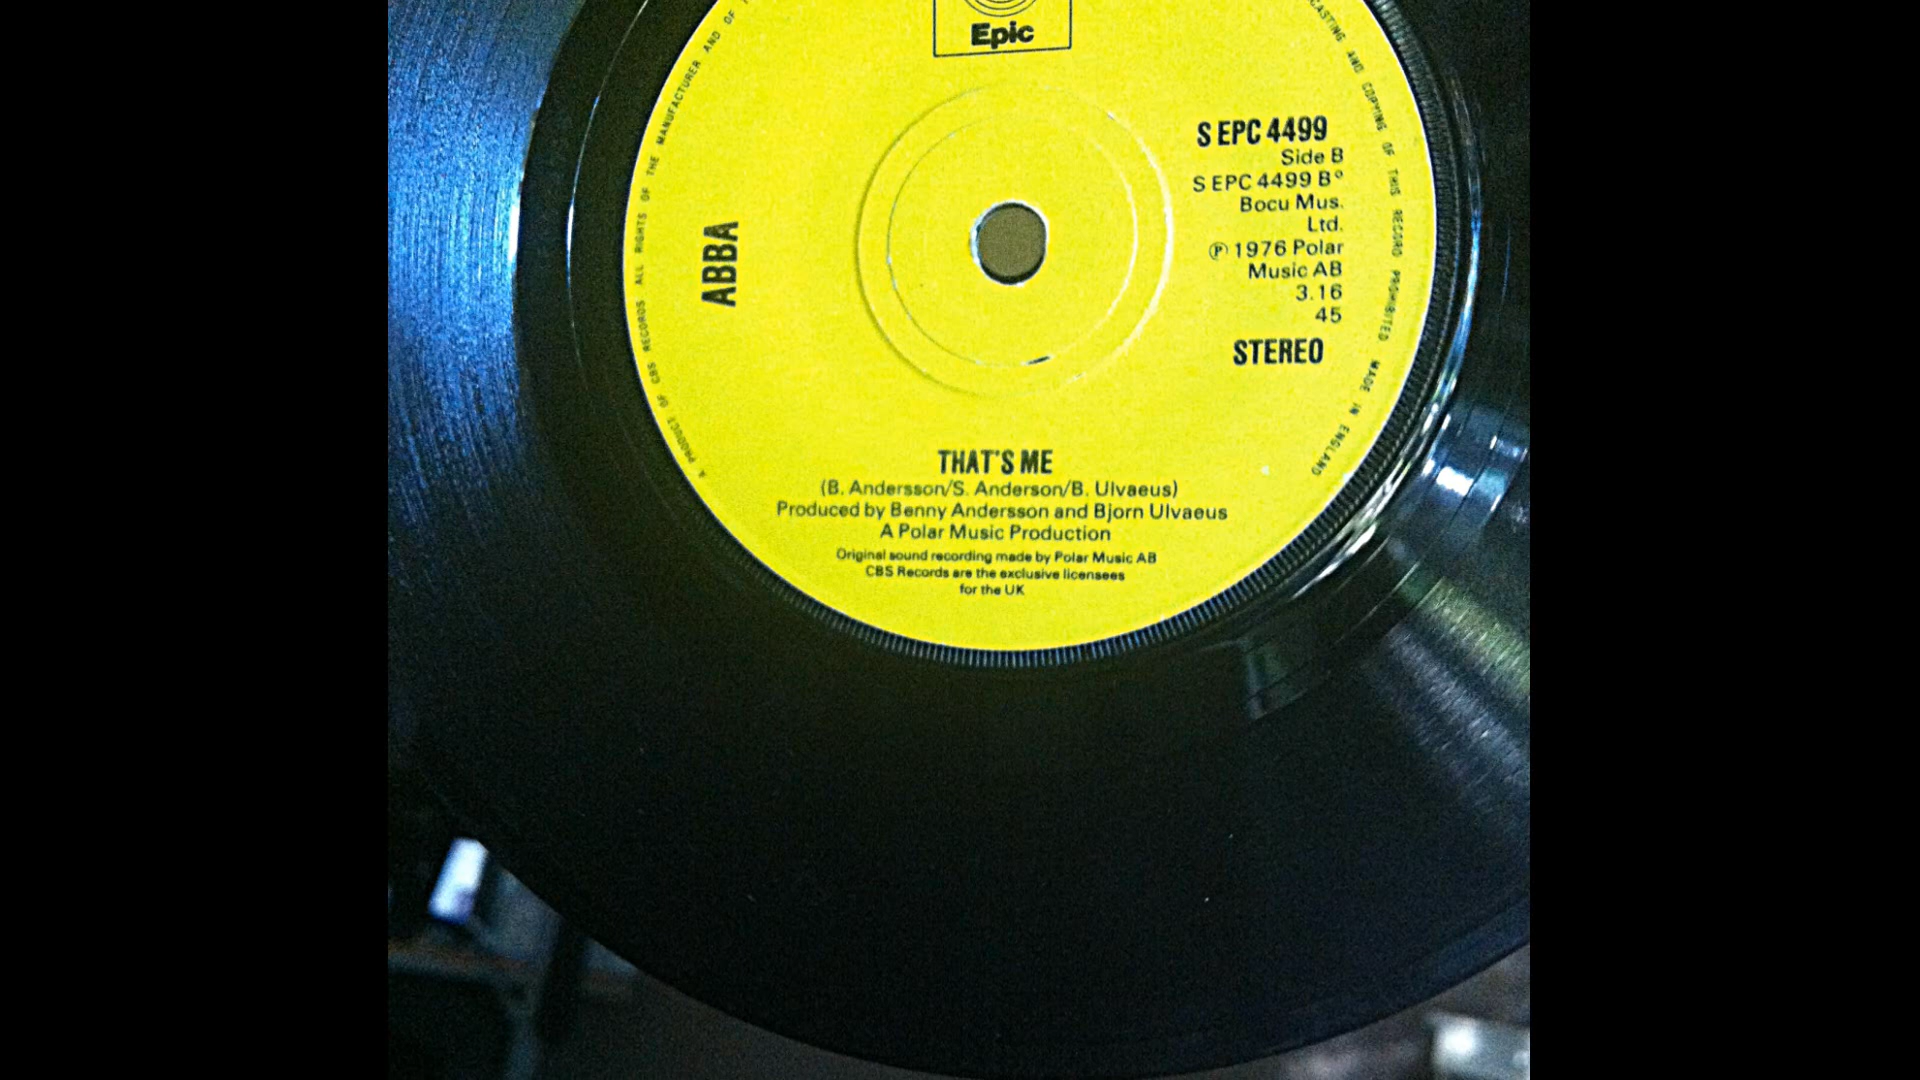 Epic
S EPC 4499
Side B
S EPC 4499 Bº
Bocu Mus.
Ltd.
℗ 1976 Polar
Music AB
3.16
45
STEREO
ABBA
THAT'S ME
(B. Andersson/S. Anderson/B. Ulvaeus)
Produced by Benny Andersson and Bjorn Ulvaeus
A Polar Music Production
Original sound recording made by Polar Music AB
CBS Records are the exclusive licensees
for the UK
A PRODUCT OF CBS RECORDS ALL RIGHTS OF THE MANUFACTURER AND OF
AND COPYING OF THIS RECORD PROHIBITED MADE IN ENGLAND